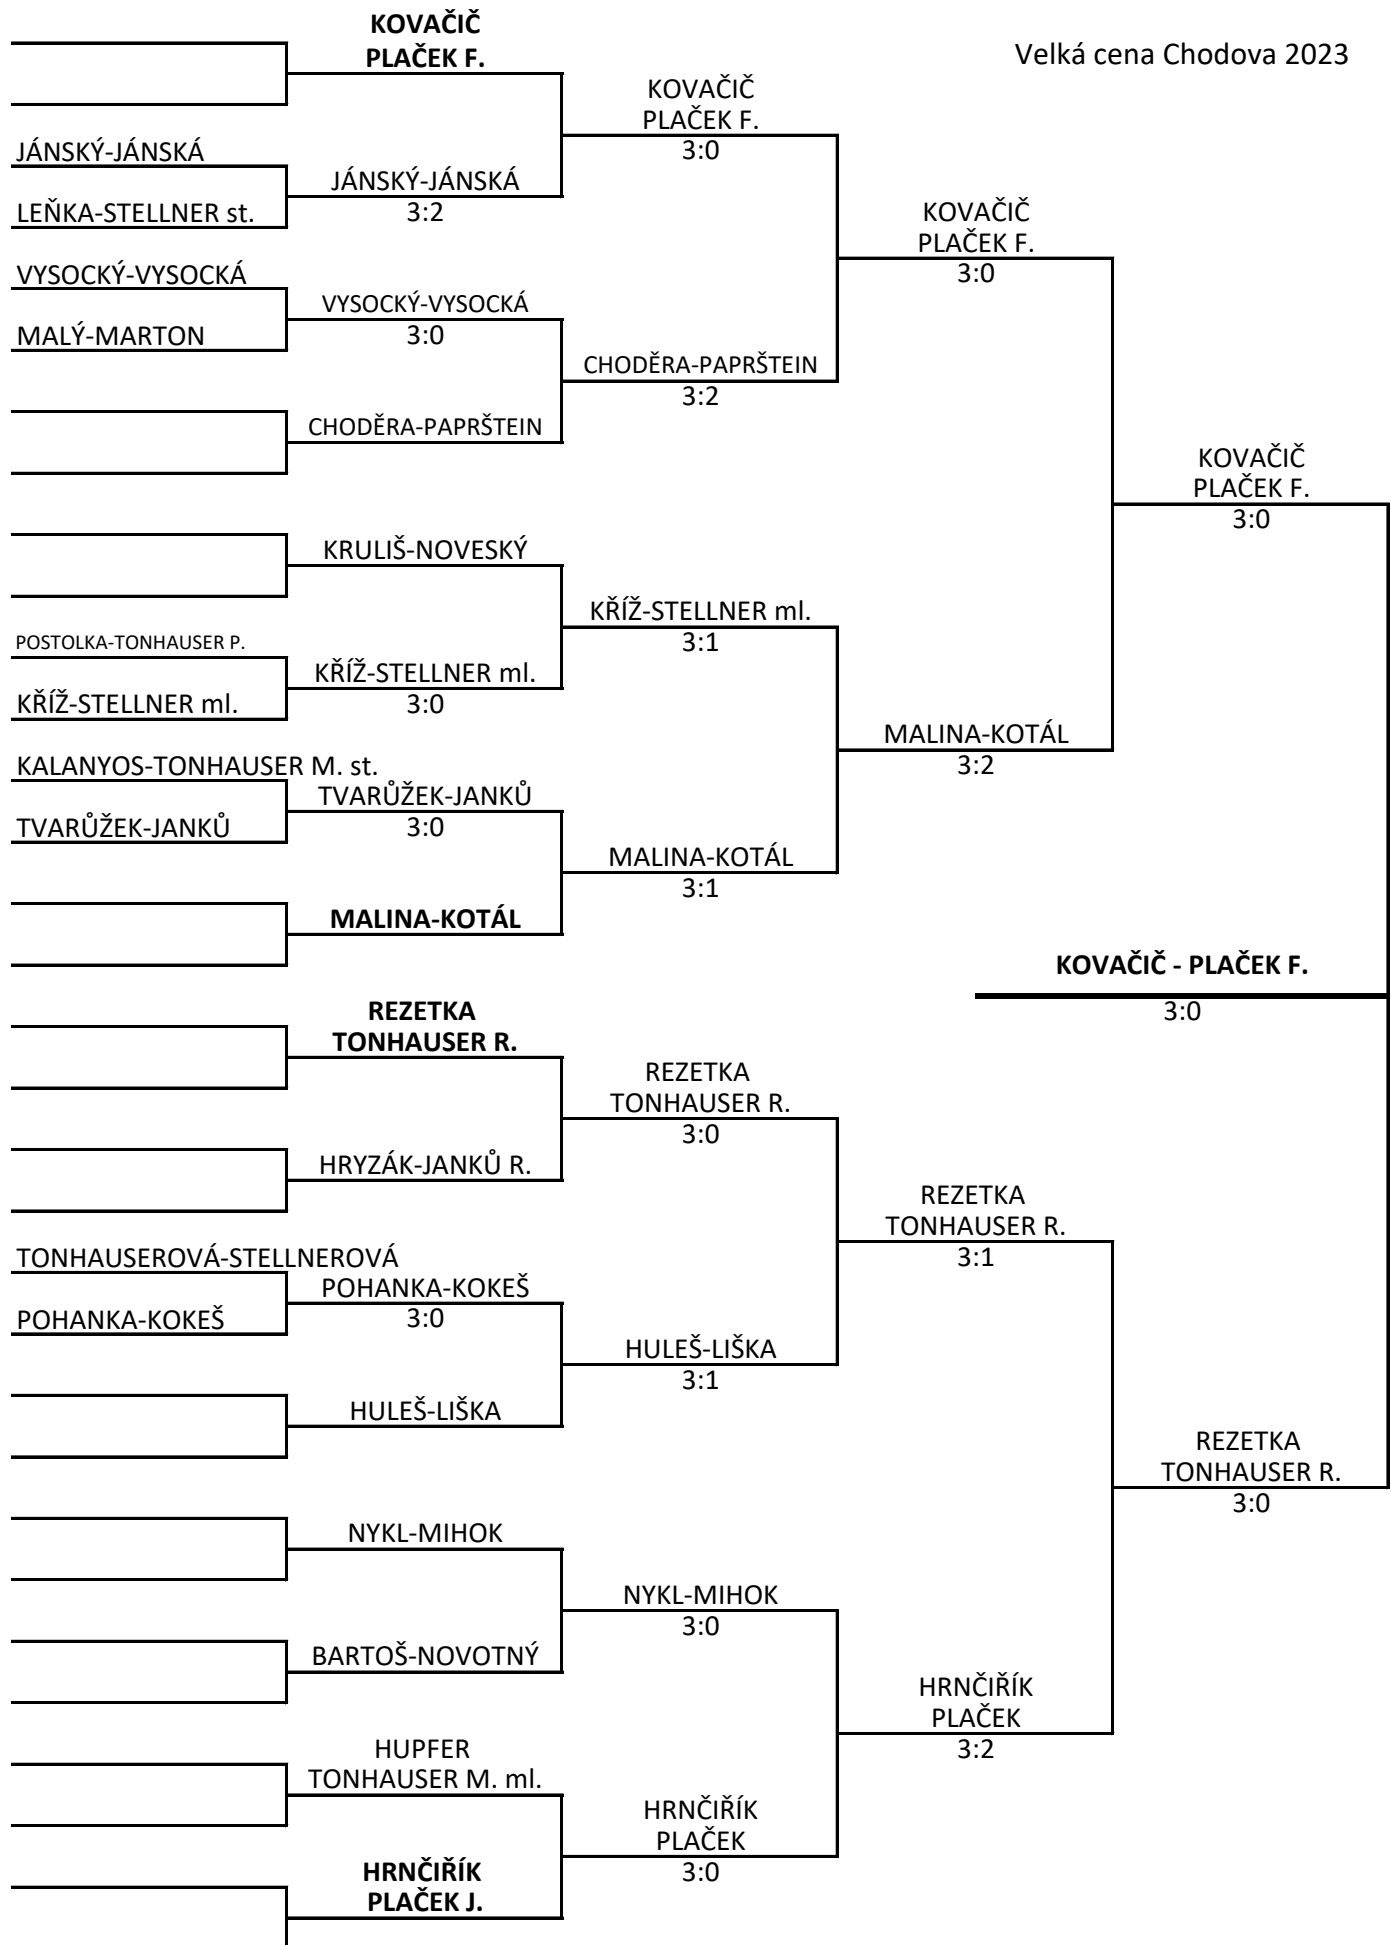 KOVAČIČ
PLAČEK F.
Velká cena Chodova 2023
KOVAČIČ
PLAČEK F.
3:0
JÁNSKÝ-JÁNSKÁ
JÁNSKÝ-JÁNSKÁ
3:2
LEŇKA-STELLNER st.
KOVAČIČ
PLAČEK F.
3:0
VYSOCKÝ-VYSOCKÁ
VYSOCKÝ-VYSOCKÁ
3:0
MALÝ-MARTON
CHODĚRA-PAPRŠTEIN
3:2
CHODĚRA-PAPRŠTEIN
KOVAČIČ
PLAČEK F.
3:0
KRULIŠ-NOVESKÝ
KŘÍŽ-STELLNER ml.
3:1
POSTOLKA-TONHAUSER P.
KŘÍŽ-STELLNER ml.
3:0
KŘÍŽ-STELLNER ml.
MALINA-KOTÁL
3:2
KALANYOS-TONHAUSER M. st.
TVARŮŽEK-JANKŮ
3:0
TVARŮŽEK-JANKŮ
MALINA-KOTÁL
3:1
MALINA-KOTÁL
KOVAČIČ - PLAČEK F.
3:0
REZETKA
TONHAUSER R.
REZETKA
TONHAUSER R.
3:0
HRYZÁK-JANKŮ R.
REZETKA
TONHAUSER R.
3:1
TONHAUSEROVÁ-STELLNEROVÁ
POHANKA-KOKEŠ
3:0
POHANKA-KOKEŠ
HULEŠ-LIŠKA
3:1
HULEŠ-LIŠKA
REZETKA
TONHAUSER R.
3:0
NYKL-MIHOK
NYKL-MIHOK
3:0
BARTOŠ-NOVOTNÝ
HRNČIŘÍK
PLAČEK
3:2
HUPFER
TONHAUSER M. ml.
HRNČIŘÍK
PLAČEK
3:0
HRNČIŘÍK
PLAČEK J.